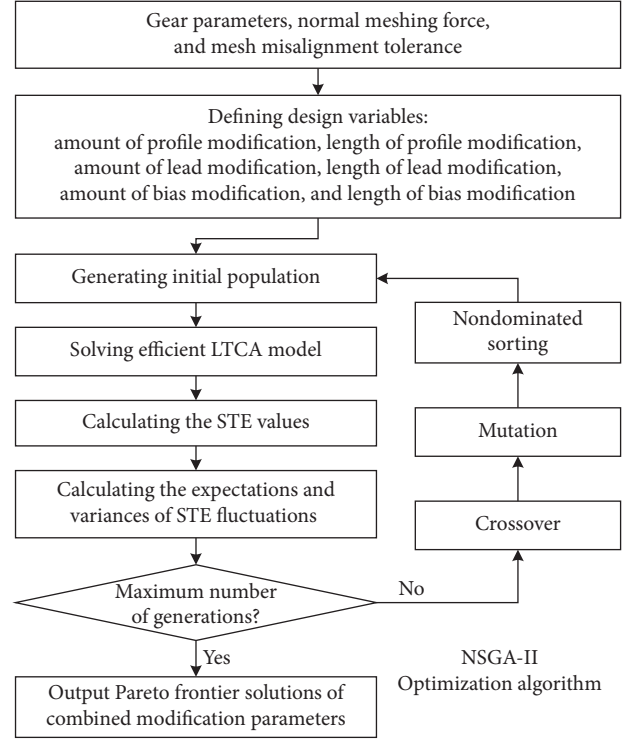 Gear parameters, normal meshing force,
and mesh misalignment tolerance
Defining design variables:
amount of profile modification, length of profile modification,
amount of lead modification, length of lead modification,
amount of bias modification, and length of bias modification
Generating initial population
Solving efficient LTCA model
Calculating the STE values
Calculating the expectations and
variances of STE fluctuations
Maximum number
of generations?
No
Yes
Output Pareto frontier solutions of
combined modification parameters
Nondominated
sorting
Mutation
Crossover
NSGA-II
Optimization algorithm